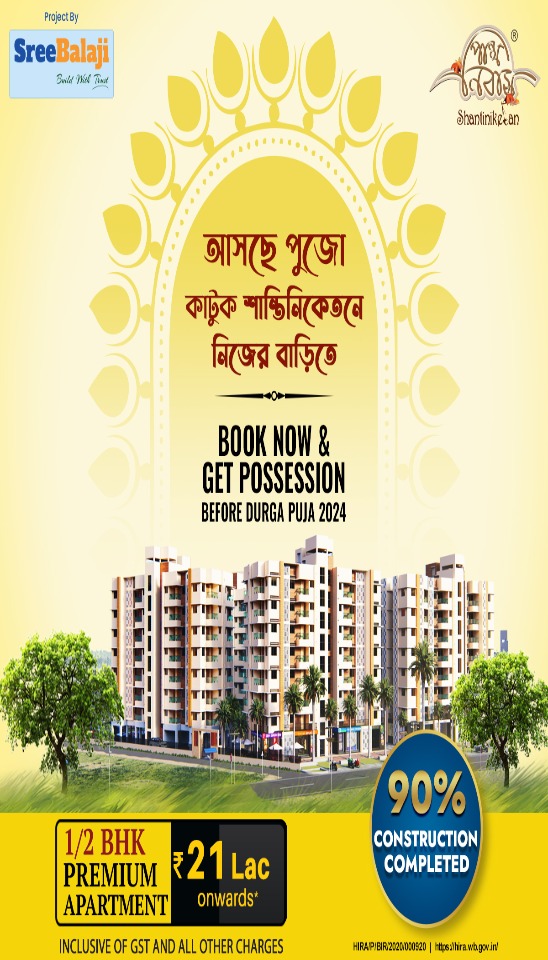 Project By
SreeBalaji
Build With Trust
পান্থ
নিবাস
®
Shantiniketan
আসছে পুজো
কাটুক শান্তিনিকেতনে
নিজের বাড়িতে
BOOK NOW &
GET POSSESSION
BEFORE DURGA PUJA 2024
90%
CONSTRUCTION
COMPLETED
1/2 BHK
PREMIUM
APARTMENT
₹21 Lac
onwards*
INCLUSIVE OF GST AND ALL OTHER CHARGES
HIRA/P/BIR/2020/000920 | https://hira.wb.gov.in/